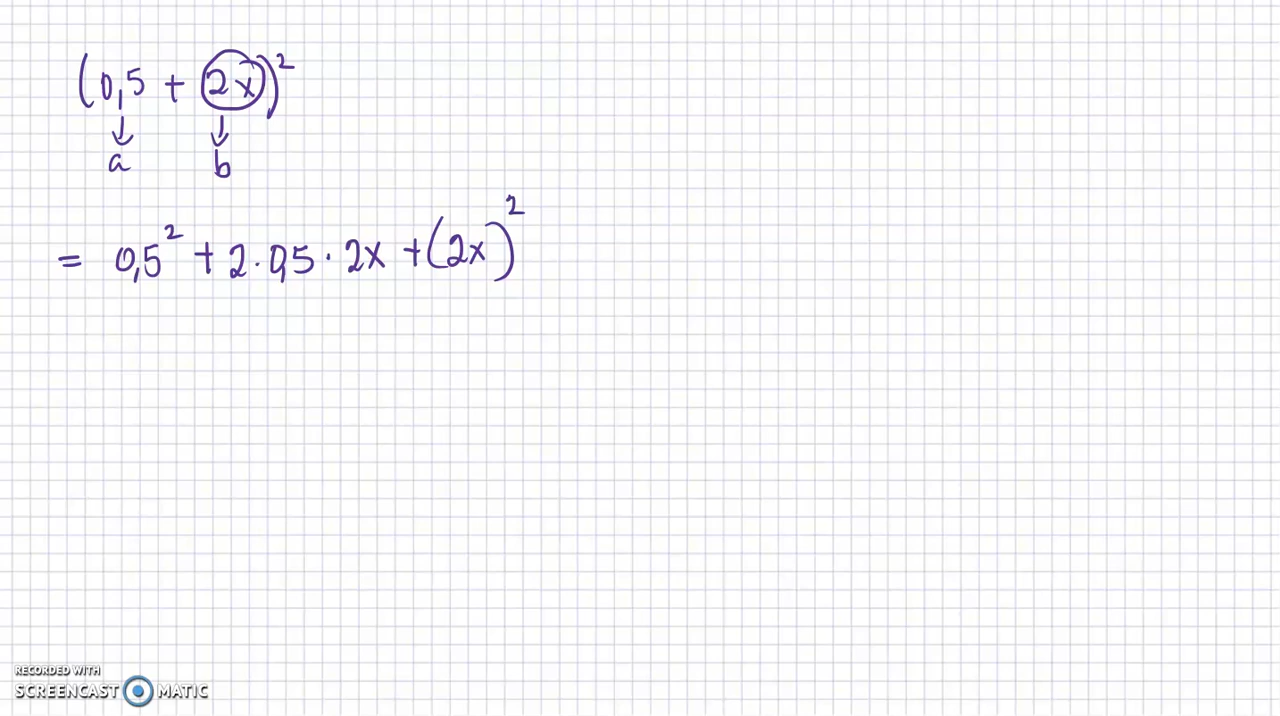 (0,5 + 2x)²
a b
= 0,5² + 2 · 0,5 · 2x + (2x)²
RECORDED WITH
SCREENCAST MATIC